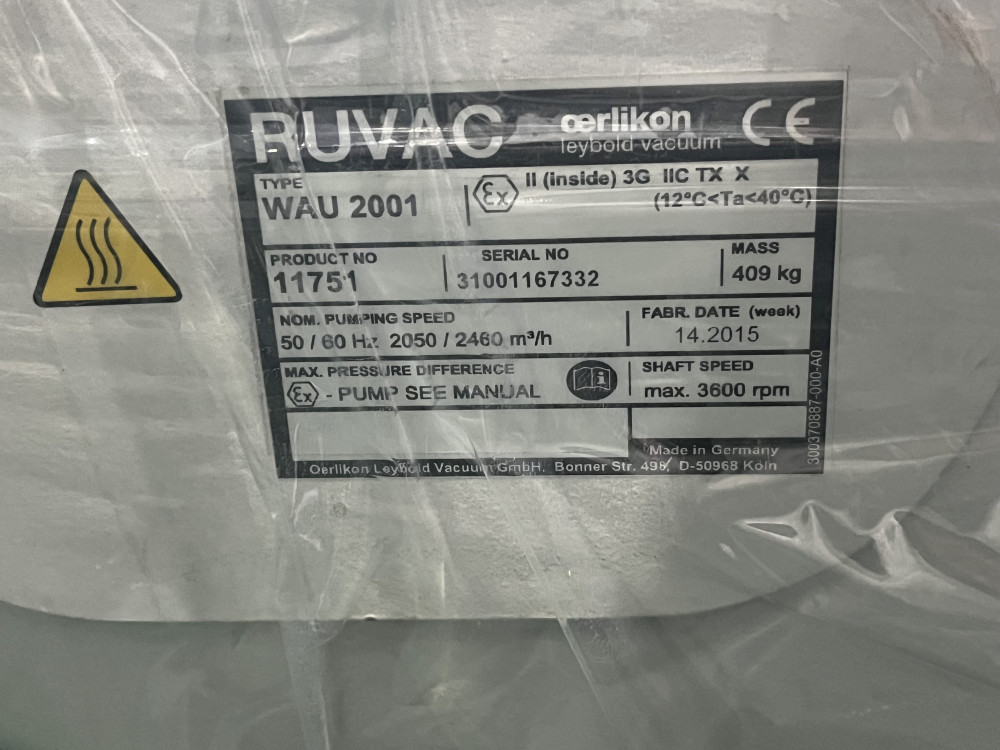 RUVAC
œrlikon
leybold vacuum
CE
TYPE
WAU 2001
Ex II (inside) 3G IIC TX X
(12°C<Ta<40°C)
PRODUCT NO
11751
SERIAL NO
31001167332
MASS
409 kg
NOM. PUMPING SPEED
50 / 60 Hz 2050 / 2460 m³/h
FABR. DATE (week)
14.2015
MAX. PRESSURE DIFFERENCE
Ex - PUMP SEE MANUAL
i
SHAFT SPEED
max. 3600 rpm
Made in Germany
Oerlikon Leybold Vacuum GmbH. Bonner Str. 498, D-50968 Köln
300370887-000-A0